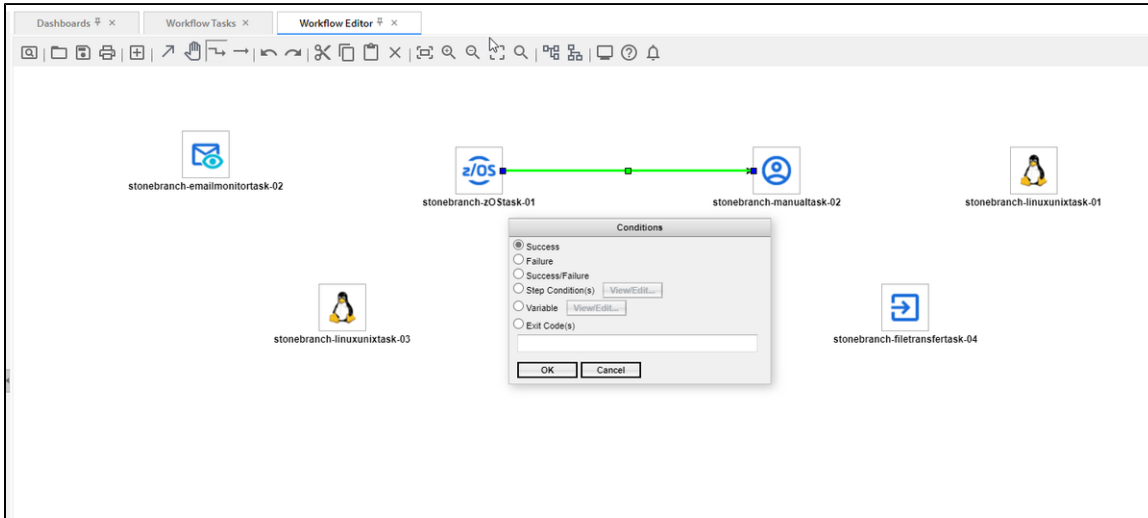 Dashboards
Workflow Tasks
Workflow Editor
z/OS
stonebranch-emailmonitortask-02
stonebranch-zOStask-01
stonebranch-manualtask-02
stonebranch-linuxunixtask-01
Conditions
Success
Failure
Success/Failure
Step Condition(s) View/Edit...
Variable View/Edit...
Exit Code(s)
stonebranch-linuxunixtask-03
stonebranch-filetransfertask-04
OK Cancel